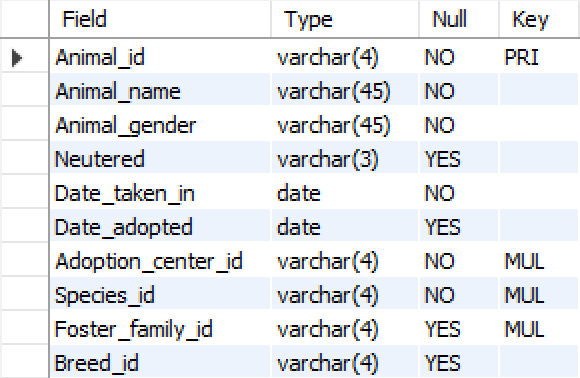 Field Type Null Key
Animal_id varchar(4) NO PRI
Animal_name varchar(45) NO
Animal_gender varchar(45) NO
Neutered varchar(3) YES
Date_taken_in date NO
Date_adopted date YES
Adoption_center_id varchar(4) NO MUL
Species_id varchar(4) NO MUL
Foster_family_id varchar(4) YES MUL
Breed_id varchar(4) YES